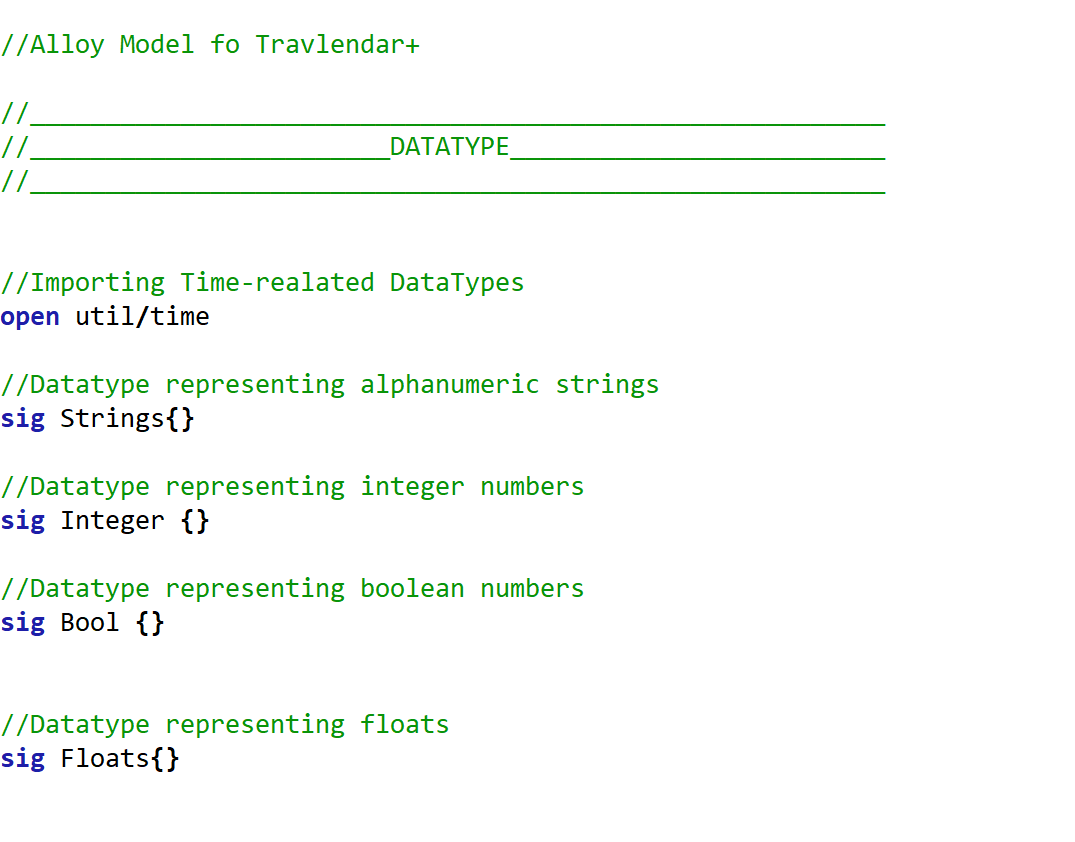 //Alloy Model fo Travlendar+
//_________________________________________________________
//________________________DATATYPE_________________________
//_________________________________________________________
//Importing Time-realated DataTypes
open util/time
//Datatype representing alphanumeric strings
sig Strings{}
//Datatype representing integer numbers
sig Integer {}
//Datatype representing boolean numbers
sig Bool {}
//Datatype representing floats
sig Floats{}